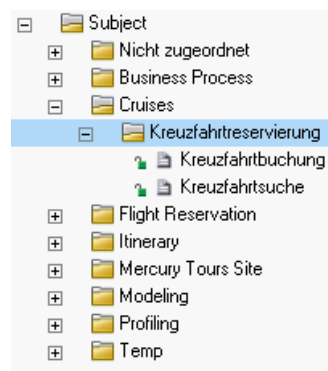 Subject
Nicht zugeordnet
Business Process
Cruises
Kreuzfahrtreservierung
Kreuzfahrtbuchung
Kreuzfahrtsuche
Flight Reservation
Itinerary
Mercury Tours Site
Modeling
Profiling
Temp